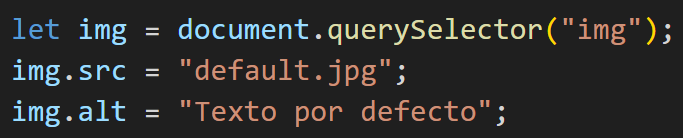 let img = document.querySelector("img");
img.src = "default.jpg";
img.alt = "Texto por defecto";